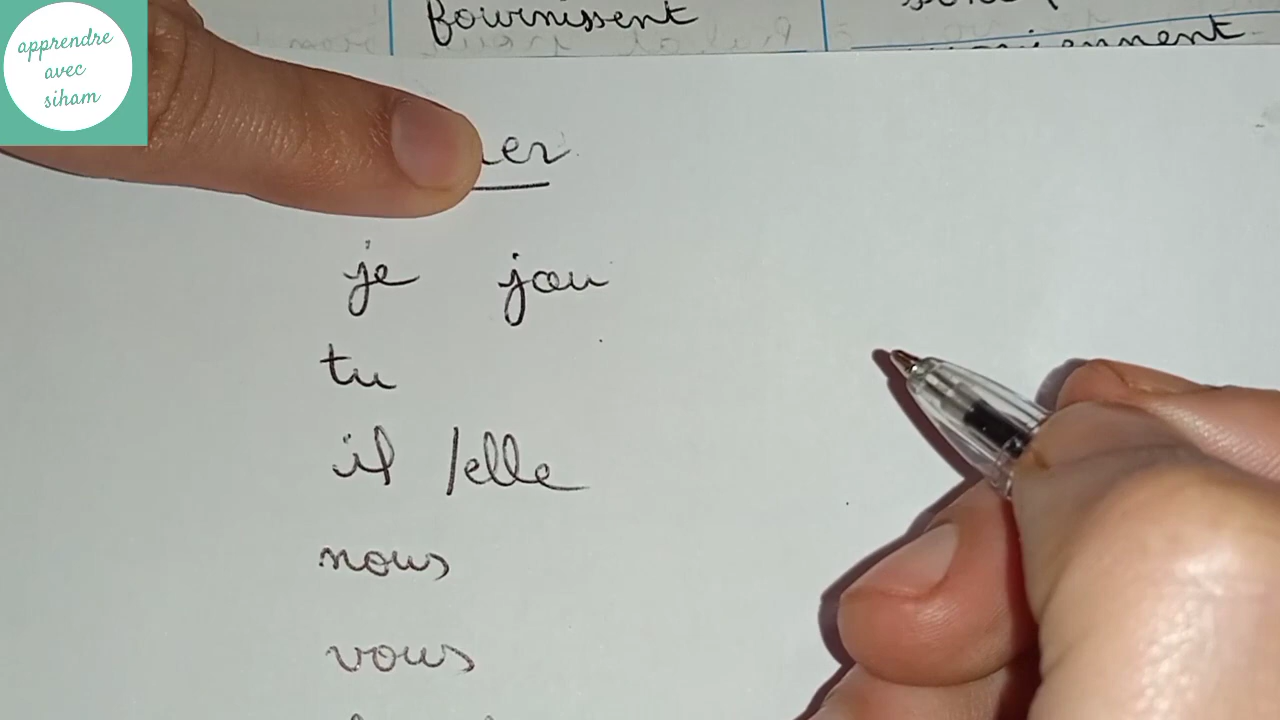 apprendre
avec
siham
fournissent
er
je jou
tu
il /elle
nous
vous